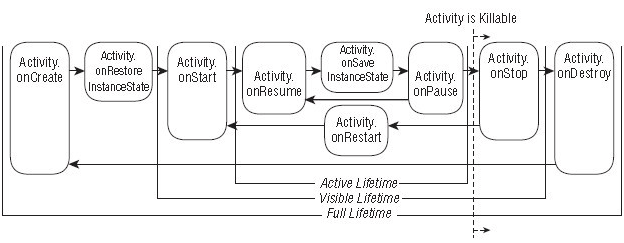 Activity is Killable
Activity.
onCreate
Activity.
onRestore
InstanceState
Activity.
onStart
Activity.
onResume
Activity.
onSave
InstanceState
Activity.
onPause
Activity.
onStop
Activity.
onDestroy
Activity.
onRestart
Active Lifetime
Visible Lifetime
Full Lifetime